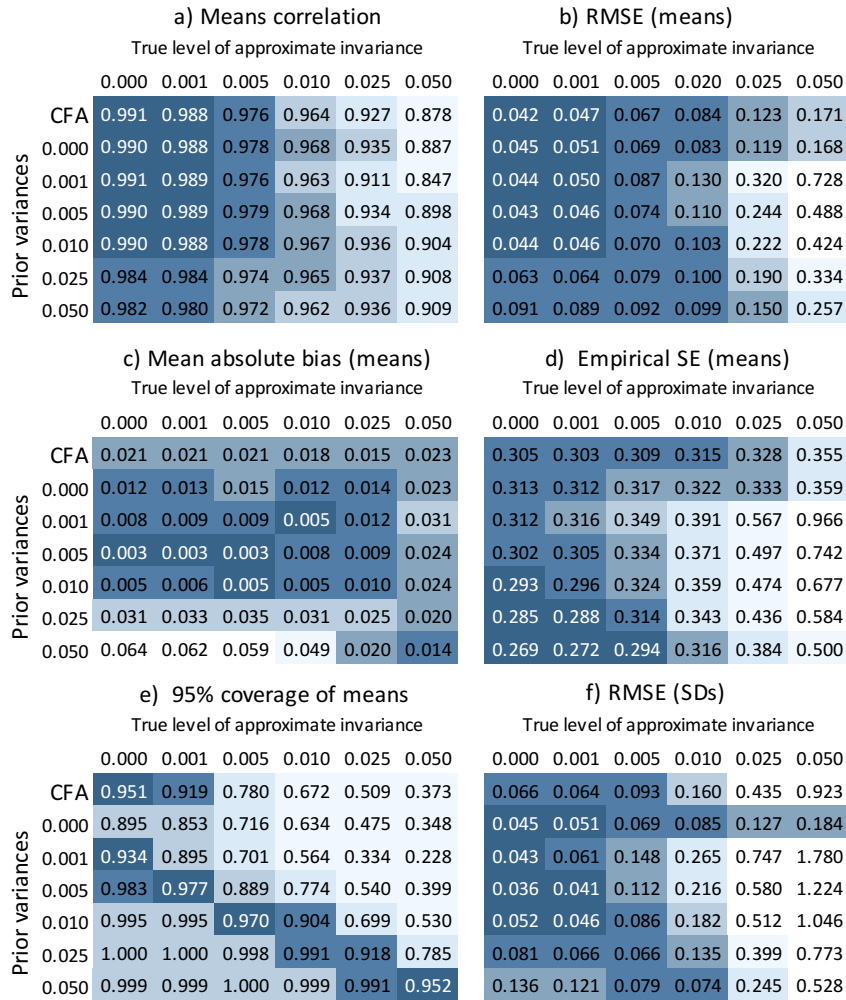 a) Means correlation
True level of approximate invariance
0.000 0.001 0.005 0.010 0.025 0.050
Prior variances
CFA 0.991 0.988 0.976 0.964 0.927 0.878
0.000 0.990 0.988 0.978 0.968 0.935 0.887
0.001 0.991 0.989 0.976 0.963 0.911 0.847
0.005 0.990 0.989 0.979 0.968 0.934 0.898
0.010 0.990 0.988 0.978 0.967 0.936 0.904
0.025 0.984 0.984 0.974 0.965 0.937 0.908
0.050 0.982 0.980 0.972 0.962 0.936 0.909
b) RMSE (means)
True level of approximate invariance
0.000 0.001 0.005 0.020 0.025 0.050
0.042 0.047 0.067 0.084 0.123 0.171
0.045 0.051 0.069 0.083 0.119 0.168
0.044 0.050 0.087 0.130 0.320 0.728
0.043 0.046 0.074 0.110 0.244 0.488
0.044 0.046 0.070 0.103 0.222 0.424
0.063 0.064 0.079 0.100 0.190 0.334
0.091 0.089 0.092 0.099 0.150 0.257
c) Mean absolute bias (means)
True level of approximate invariance
0.000 0.001 0.005 0.010 0.025 0.050
Prior variances
CFA 0.021 0.021 0.021 0.018 0.015 0.023
0.000 0.012 0.013 0.015 0.012 0.014 0.023
0.001 0.008 0.009 0.009 0.005 0.012 0.031
0.005 0.003 0.003 0.003 0.008 0.009 0.024
0.010 0.005 0.006 0.005 0.005 0.010 0.024
0.025 0.031 0.033 0.035 0.031 0.025 0.020
0.050 0.064 0.062 0.059 0.049 0.020 0.014
d) Empirical SE (means)
True level of approximate invariance
0.000 0.001 0.005 0.010 0.025 0.050
0.305 0.303 0.309 0.315 0.328 0.355
0.313 0.312 0.317 0.322 0.333 0.359
0.312 0.316 0.349 0.391 0.567 0.966
0.302 0.305 0.334 0.371 0.497 0.742
0.293 0.296 0.324 0.359 0.474 0.677
0.285 0.288 0.314 0.343 0.436 0.584
0.269 0.272 0.294 0.316 0.384 0.500
e) 95% coverage of means
True level of approximate invariance
0.000 0.001 0.005 0.010 0.025 0.050
Prior variances
CFA 0.951 0.919 0.780 0.672 0.509 0.373
0.000 0.895 0.853 0.716 0.634 0.475 0.348
0.001 0.934 0.895 0.701 0.564 0.334 0.228
0.005 0.983 0.977 0.889 0.774 0.540 0.399
0.010 0.995 0.995 0.970 0.904 0.699 0.530
0.025 1.000 1.000 0.998 0.991 0.918 0.785
0.050 0.999 0.999 1.000 0.999 0.991 0.952
f) RMSE (SDs)
True level of approximate invariance
0.000 0.001 0.005 0.010 0.025 0.050
0.066 0.064 0.093 0.160 0.435 0.923
0.045 0.051 0.069 0.085 0.127 0.184
0.043 0.061 0.148 0.265 0.747 1.780
0.036 0.041 0.112 0.216 0.580 1.224
0.052 0.046 0.086 0.182 0.512 1.046
0.081 0.066 0.066 0.135 0.399 0.773
0.136 0.121 0.079 0.074 0.245 0.528